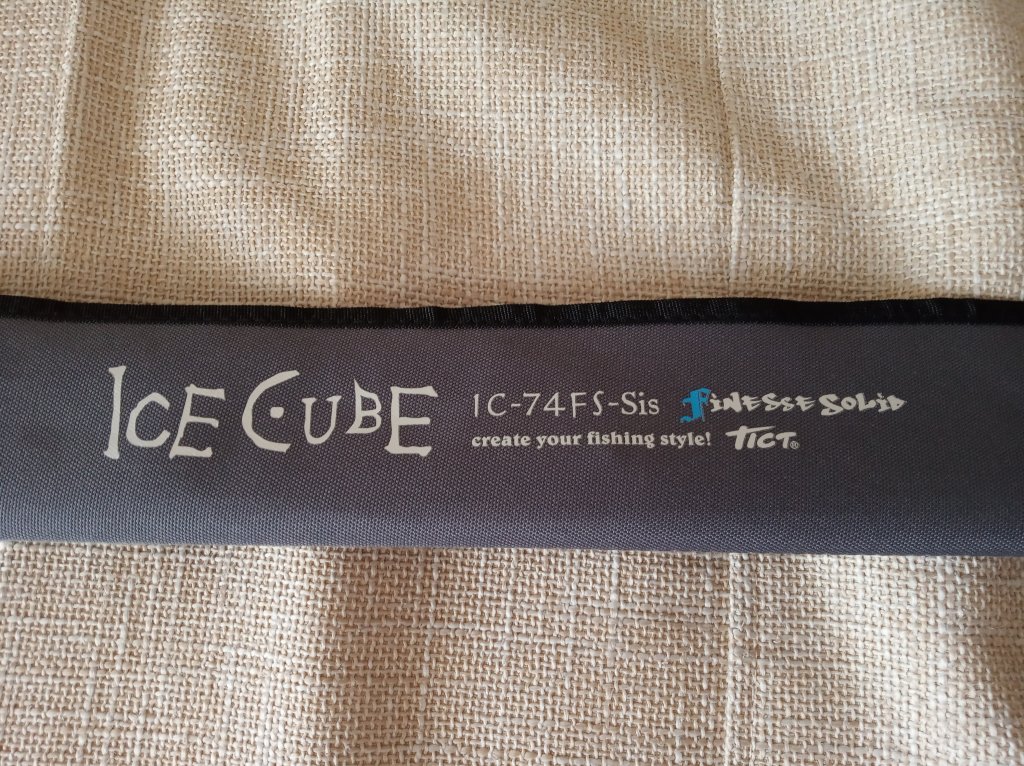 ICE CUBE IC-74FS-Sis FINESSE SOLID
create your fishing style! TICT®